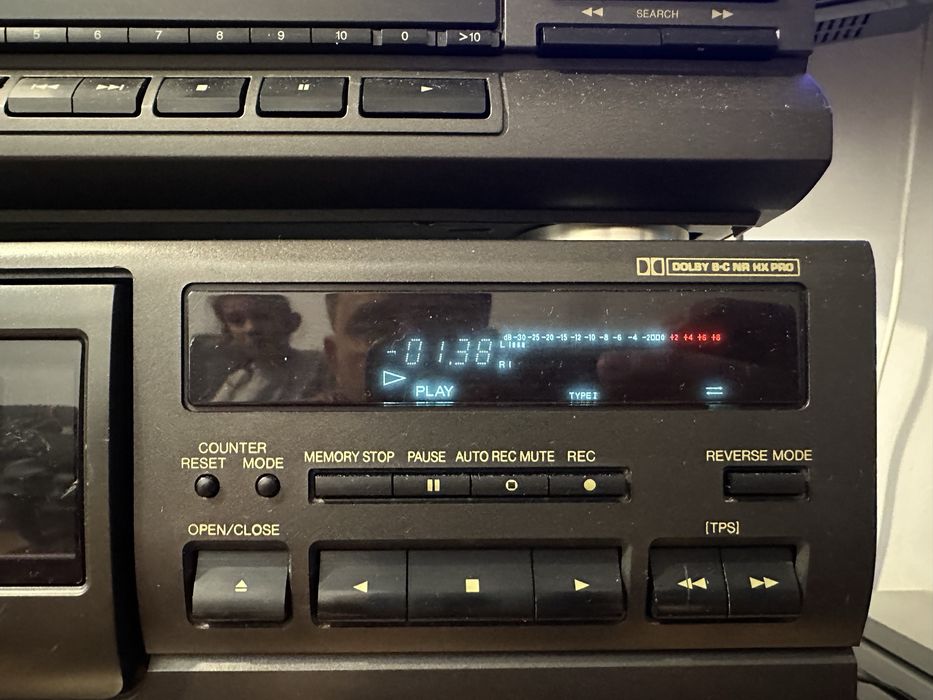 SEARCH
5 6 7 8 9 10 0 >10
DOLBY B-C NR HX PRO
dB -30 -25 -20 -15 -12 -10 -8 -6 -4 -2 0 +2 +4 +6 +8
L
-01.38
R
PLAY
TYPE I
COUNTER
RESET MODE
MEMORY STOP PAUSE AUTO REC MUTE REC
REVERSE MODE
OPEN/CLOSE
[TPS]